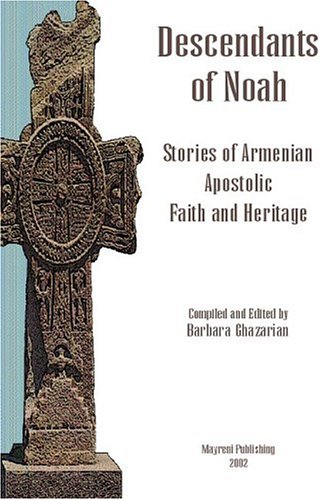 Descendants
of Noah
Stories of Armenian
Apostolic
Faith and Heritage
Compiled and Edited by
Barbara Ghazarian
Mayreni Publishing
2002